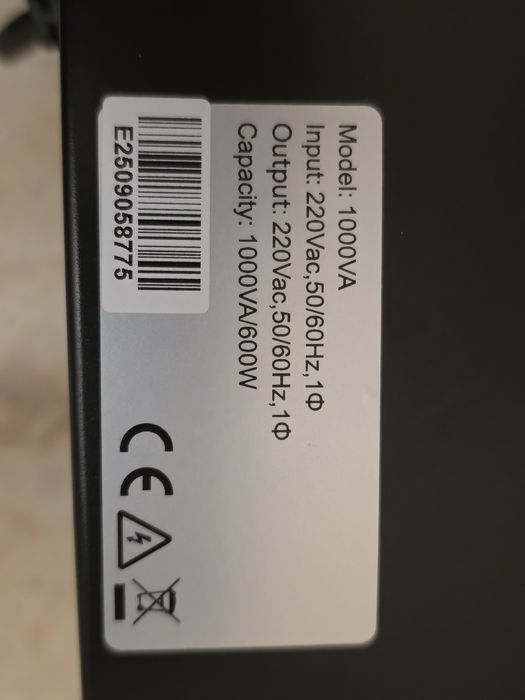 Model: 1000VA
Input: 220Vac,50/60Hz,1Φ
Output: 220Vac,50/60Hz,1Φ
Capacity: 1000VA/600W
E2509058775
CE